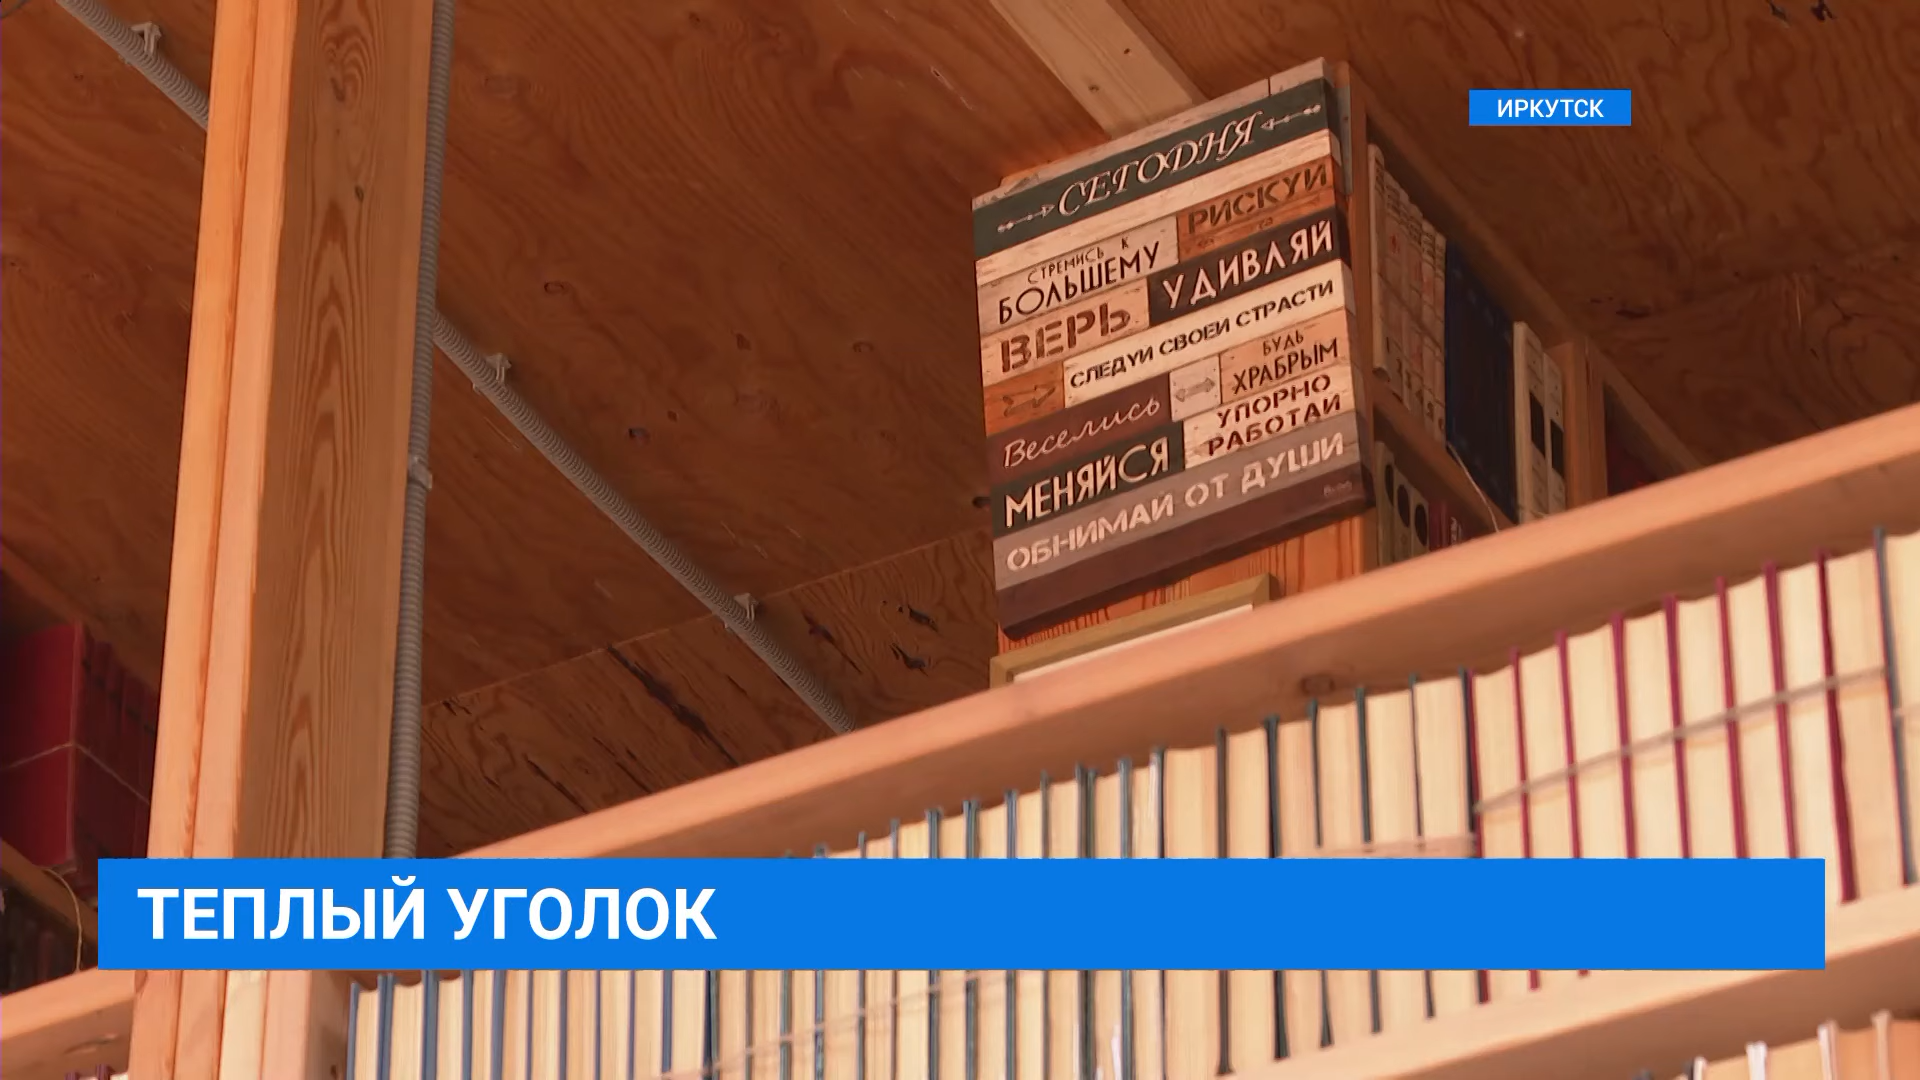 ИРКУТСК
СЕГОДНЯ
РИСКУЙ
СТРЕМИСЬ К
БОЛЬШЕМУ
УДИВЛЯЙ
ВЕРЬ
СЛЕДУЙ СВОЕЙ СТРАСТИ
БУДЬ
ХРАБРЫМ
Веселись
УПОРНО
РАБОТАЙ
МЕНЯЙСЯ
ОБНИМАЙ ОТ ДУШИ
ТЕПЛЫЙ УГОЛОК